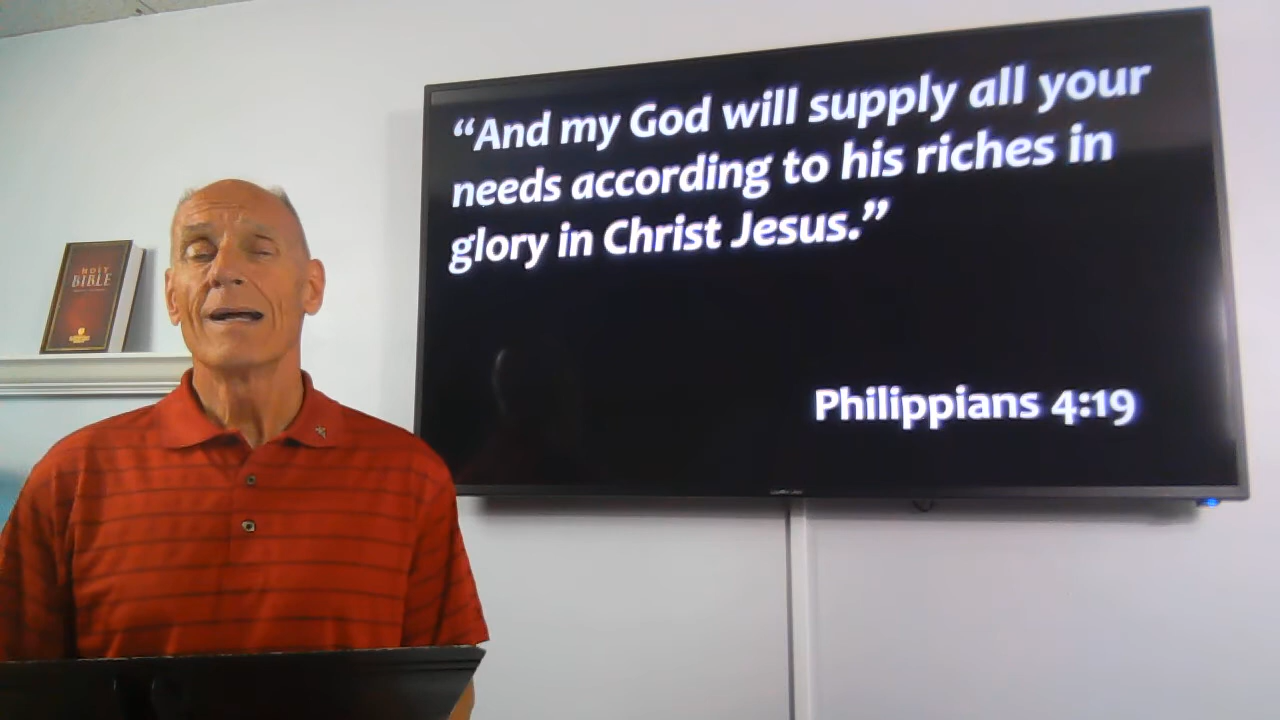 HOLY
BIBLE
“And my God will supply all your
needs according to his riches in
glory in Christ Jesus.”
Philippians 4:19